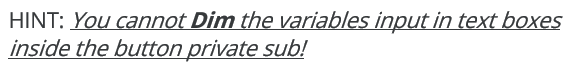 HINT: You cannot Dim the variables input in text boxes
inside the button private sub!